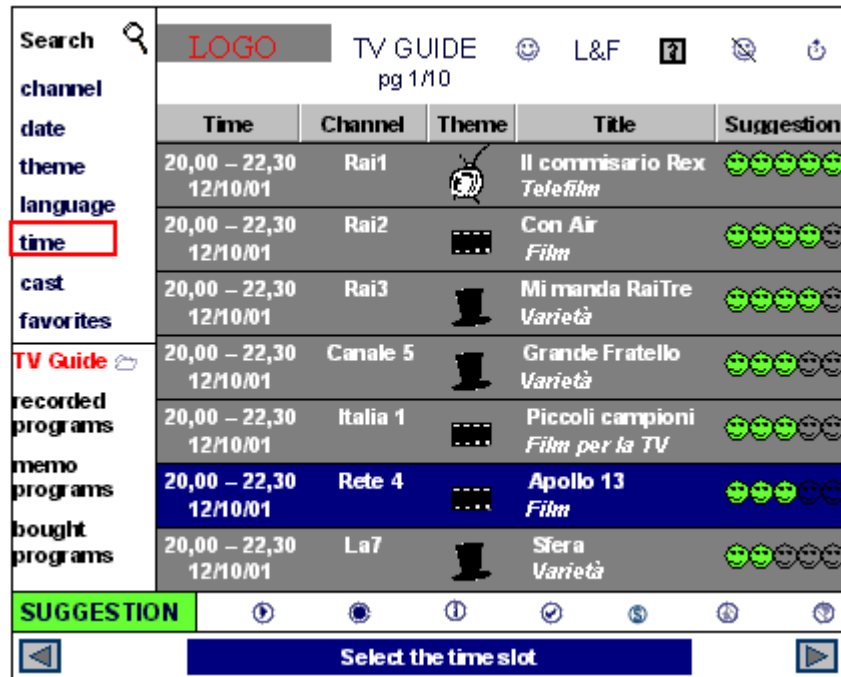 Search
LOGO
TV GUIDE
L&F
?
pg 1/10
channel
date
theme
language
time
cast
favorites
TV Guide
recorded
programs
memo
programs
bought
programs
Time Channel Theme Title Suggestion
20,00 – 22,30 Rai1 Il commisario Rex
12/10/01 Telefilm
20,00 – 22,30 Rai2 Con Air
12/10/01 Film
20,00 – 22,30 Rai3 Mi manda RaiTre
12/10/01 Varietà
20,00 – 22,30 Canale 5 Grande Fratello
12/10/01 Varietà
20,00 – 22,30 Italia 1 Piccoli campioni
12/10/01 Film per la TV
20,00 – 22,30 Rete 4 Apollo 13
12/10/01 Film
20,00 – 22,30 La7 Sfera
12/10/01 Varietà
SUGGESTION
Select the time slot